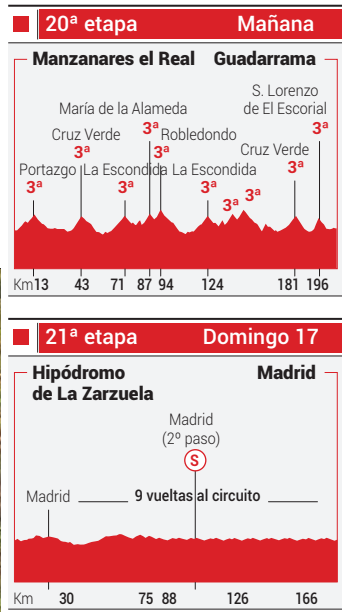 20ª etapa Mañana
Manzanares el Real Guadarrama
S. Lorenzo
de El Escorial
María de la Alameda
3ª Robledondo 3ª
Cruz Verde
3ª 3ª Cruz Verde
3ª
Portazgo La Escondida La Escondida
3ª 3ª 3ª 3ª 3ª
Km 13 43 71 87 94 124 181 196
21ª etapa Domingo 17
Hipódromo
de La Zarzuela
Madrid
Madrid
(2º paso)
S
Madrid 9 vueltas al circuito
Km 30 75 88 126 166